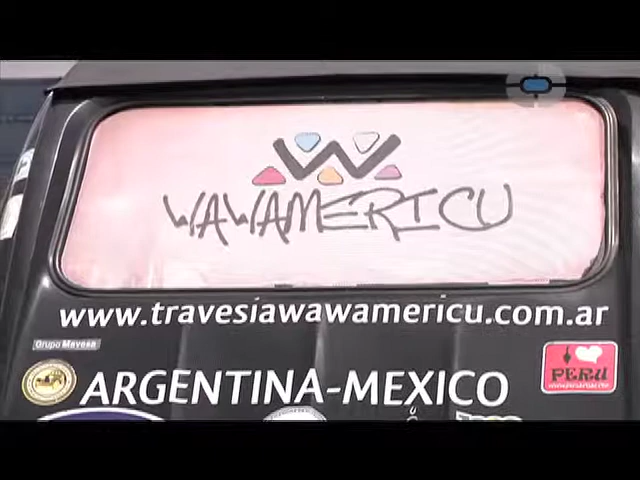 W
WAWAMERICU
www.travesiawawamericu.com.ar
Grupo Mavesa
ARGENTINA-MEXICO
I PERU